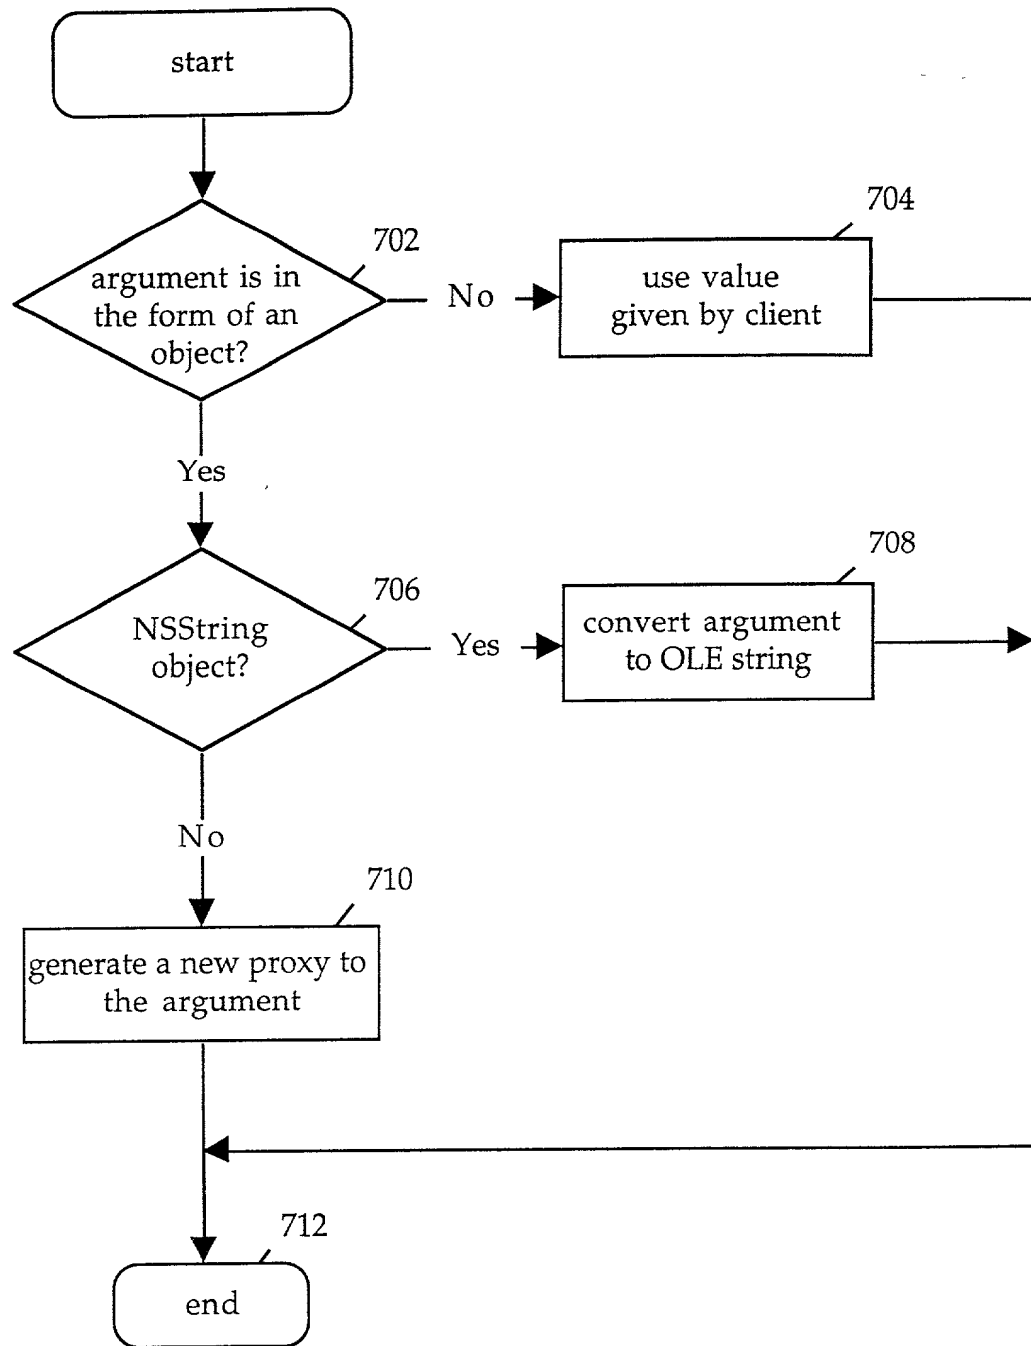 start
702
argument is in
the form of an
object?
No
704
use value
given by client
Yes
706
NSString
object?
Yes
708
convert argument
to OLE string
No
710
generate a new proxy to
the argument
712
end